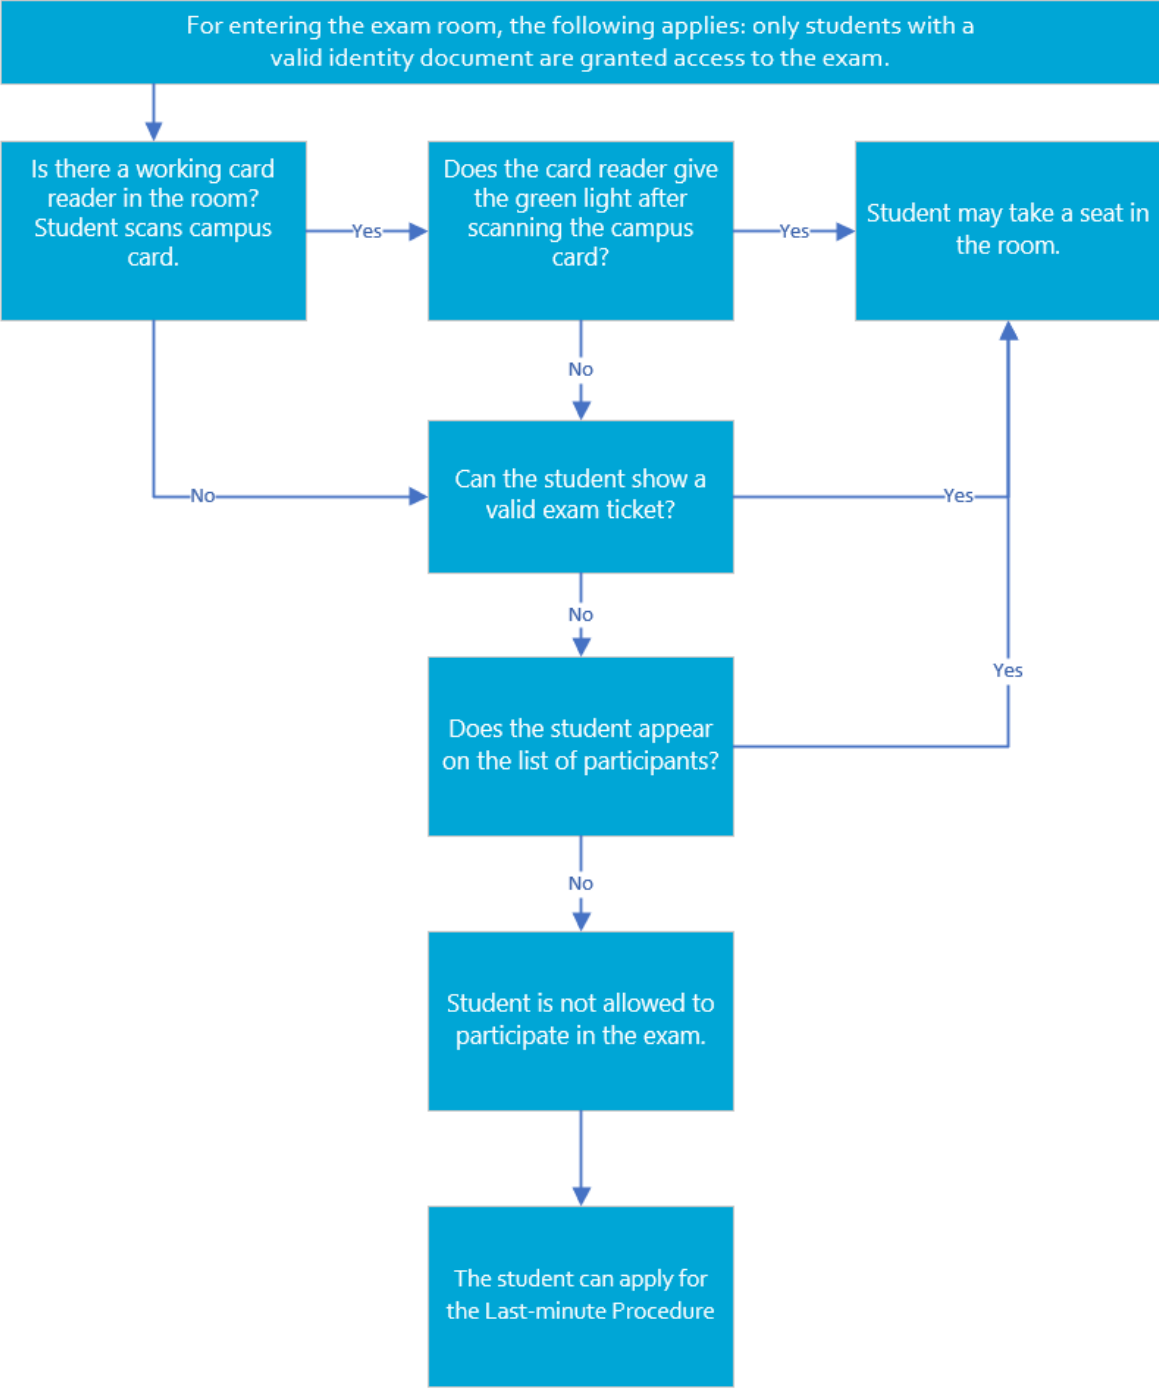 For entering the exam room, the following applies: only students with a
valid identity document are granted access to the exam.
Is there a working card
reader in the room?
Student scans campus
card.
Yes
Does the card reader give
the green light after
scanning the campus
card?
Yes
Student may take a seat in
the room.
No
No
Can the student show a
valid exam ticket?
Yes
No
Yes
Does the student appear
on the list of participants?
No
Student is not allowed to
participate in the exam.
The student can apply for
the Last-minute Procedure